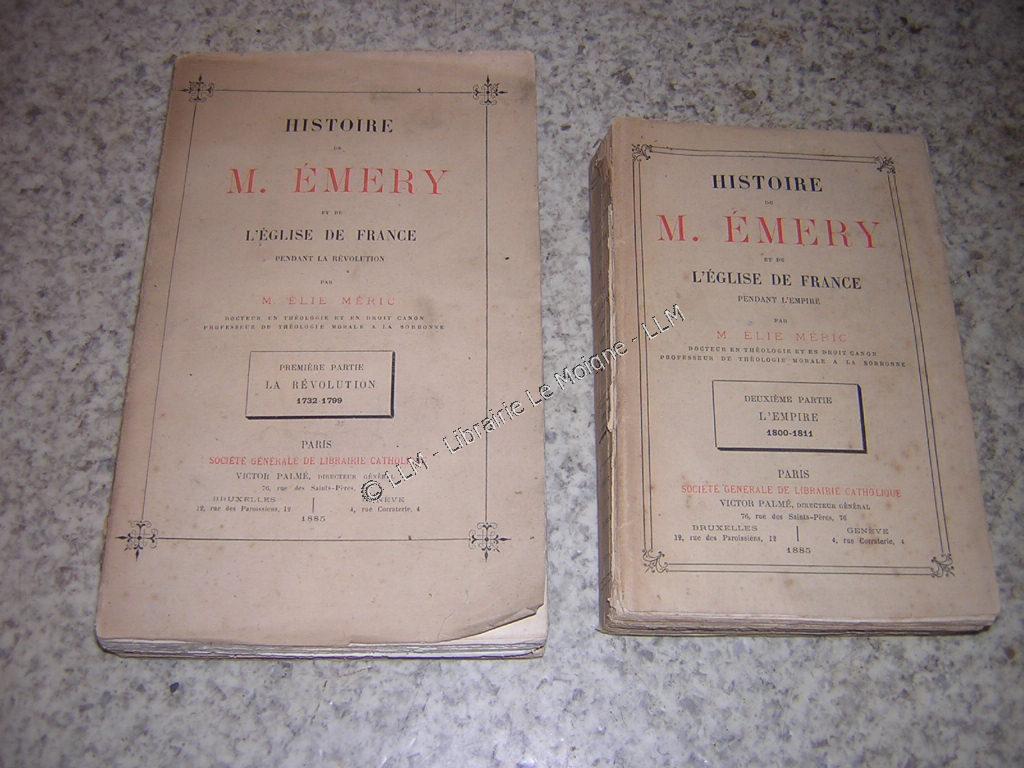 HISTOIRE
DE
M. ÉMERY
ET DE
L'ÉGLISE DE FRANCE
PENDANT LA RÉVOLUTION
PAR
M. ÉLIE MÉRIC
DOCTEUR EN THÉOLOGIE ET EN DROIT CANON
PROFESSEUR DE THÉOLOGIE MORALE A LA SORBONNE
PREMIÈRE PARTIE
LA RÉVOLUTION
1732-1799
PARIS
SOCIÉTÉ GÉNÉRALE DE LIBRAIRIE CATHOLIQUE
VICTOR PALMÉ, DIRECTEUR GÉNÉRAL
76, rue des Saints-Pères,
BRUXELLES
12, rue des Paroissiens, 12
GENÈVE
4, rue Corraterie, 4
1885
HISTOIRE
DE
M. ÉMERY
ET DE
L'ÉGLISE DE FRANCE
PENDANT L'EMPIRE
PAR
M. ÉLIE MÉRIC
DOCTEUR EN THÉOLOGIE ET EN DROIT CANON
PROFESSEUR DE THÉOLOGIE MORALE A LA SORBONNE
DEUXIÈME PARTIE
L'EMPIRE
1800-1811
PARIS
SOCIÉTÉ GÉNÉRALE DE LIBRAIRIE CATHOLIQUE
VICTOR PALMÉ, DIRECTEUR GÉNÉRAL
76, rue des Saints-Pères, 76
BRUXELLES
12, rue des Paroissiens, 12
GENÈVE
4, rue Corraterie, 4
1885
© LLM - Librairie Le Moigne - LLM